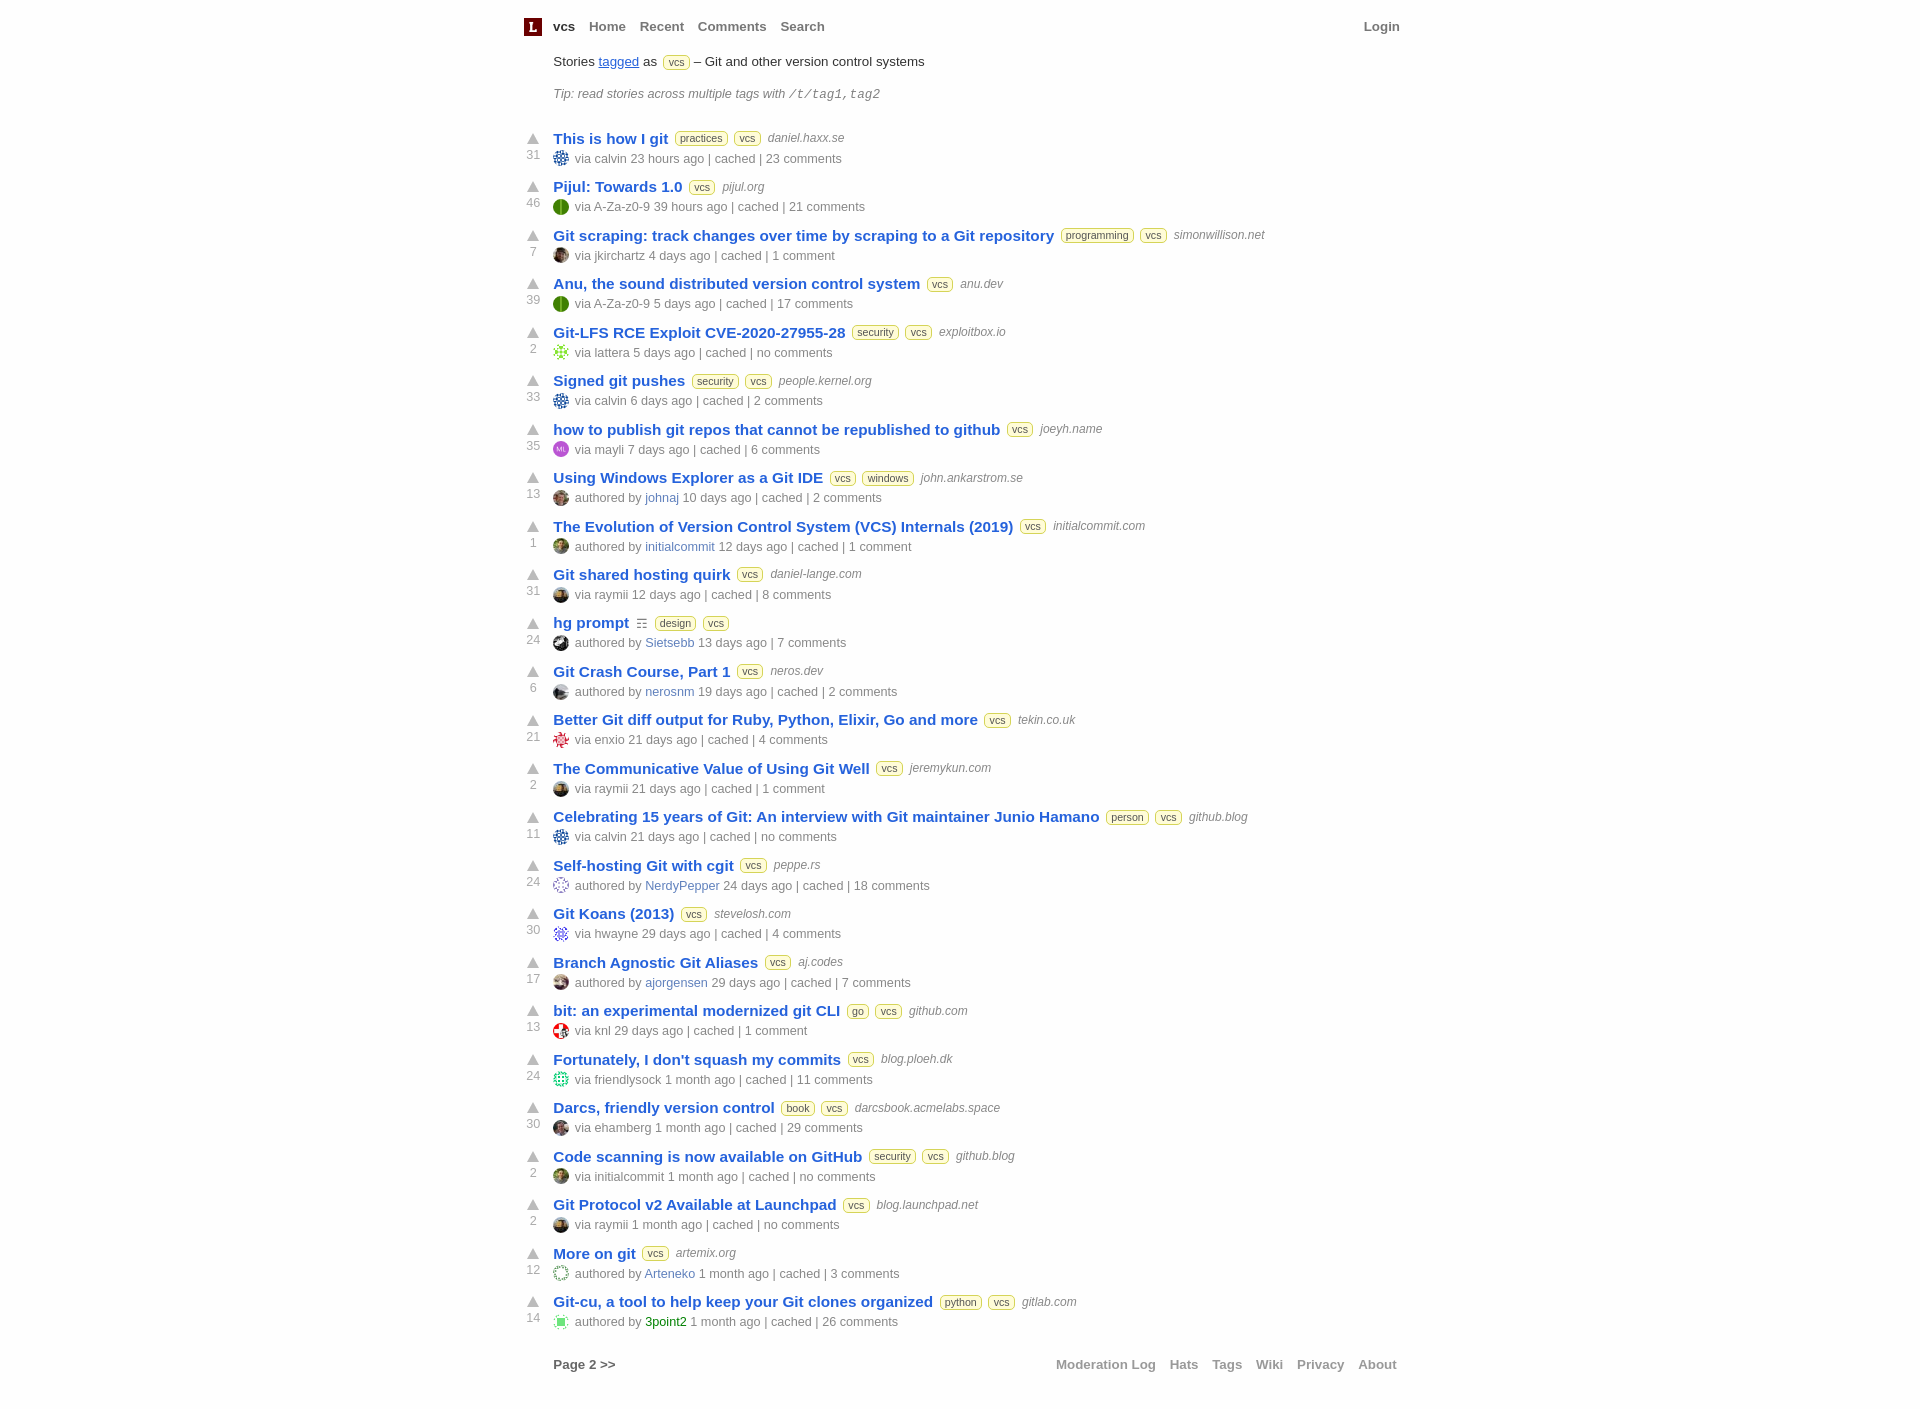 L vcs Home Recent Comments Search Login
Stories tagged as vcs – Git and other version control systems
Tip: read stories across multiple tags with /t/tag1,tag2
This is how I git practices vcs daniel.haxx.se
31 via calvin 23 hours ago | cached | 23 comments
Pijul: Towards 1.0 vcs pijul.org
46 via A-Za-z0-9 39 hours ago | cached | 21 comments
Git scraping: track changes over time by scraping to a Git repository programming vcs simonwillison.net
7 via jkirchartz 4 days ago | cached | 1 comment
Anu, the sound distributed version control system vcs anu.dev
39 via A-Za-z0-9 5 days ago | cached | 17 comments
Git-LFS RCE Exploit CVE-2020-27955-28 security vcs exploitbox.io
2 via lattera 5 days ago | cached | no comments
Signed git pushes security vcs people.kernel.org
33 via calvin 6 days ago | cached | 2 comments
how to publish git repos that cannot be republished to github vcs joeyh.name
35 via mayli 7 days ago | cached | 6 comments
Using Windows Explorer as a Git IDE vcs windows john.ankarstrom.se
13 authored by johnaj 10 days ago | cached | 2 comments
The Evolution of Version Control System (VCS) Internals (2019) vcs initialcommit.com
1 authored by initialcommit 12 days ago | cached | 1 comment
Git shared hosting quirk vcs daniel-lange.com
31 via raymii 12 days ago | cached | 8 comments
hg prompt ☶ design vcs
24 authored by Sietsebb 13 days ago | 7 comments
Git Crash Course, Part 1 vcs neros.dev
6 authored by nerosnm 19 days ago | cached | 2 comments
Better Git diff output for Ruby, Python, Elixir, Go and more vcs tekin.co.uk
21 via enxio 21 days ago | cached | 4 comments
The Communicative Value of Using Git Well vcs jeremykun.com
2 via raymii 21 days ago | cached | 1 comment
Celebrating 15 years of Git: An interview with Git maintainer Junio Hamano person vcs github.blog
11 via calvin 21 days ago | cached | no comments
Self-hosting Git with cgit vcs peppe.rs
24 authored by NerdyPepper 24 days ago | cached | 18 comments
Git Koans (2013) vcs stevelosh.com
30 via hwayne 29 days ago | cached | 4 comments
Branch Agnostic Git Aliases vcs aj.codes
17 authored by ajorgensen 29 days ago | cached | 7 comments
bit: an experimental modernized git CLI go vcs github.com
13 via knl 29 days ago | cached | 1 comment
Fortunately, I don't squash my commits vcs blog.ploeh.dk
24 via friendlysock 1 month ago | cached | 11 comments
Darcs, friendly version control book vcs darcsbook.acmelabs.space
30 via ehamberg 1 month ago | cached | 29 comments
Code scanning is now available on GitHub security vcs github.blog
2 via initialcommit 1 month ago | cached | no comments
Git Protocol v2 Available at Launchpad vcs blog.launchpad.net
2 via raymii 1 month ago | cached | no comments
More on git vcs artemix.org
12 authored by Arteneko 1 month ago | cached | 3 comments
Git-cu, a tool to help keep your Git clones organized python vcs gitlab.com
14 authored by 3point2 1 month ago | cached | 26 comments
Page 2 >> Moderation Log Hats Tags Wiki Privacy About